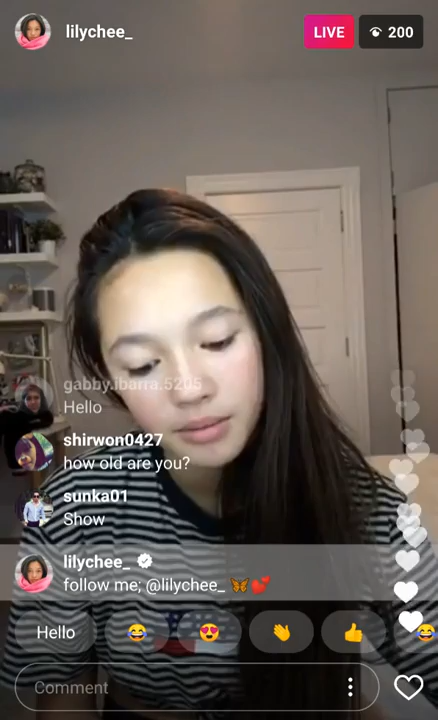 lilychee_
LIVE
200
gabby.ibarra.5205
Hello
shirwon0427
how old are you?
sunka01
Show
lilychee_
follow me; @lilychee_ 🦋💕
Hello 😂 😍 👏 👍 😂
Comment